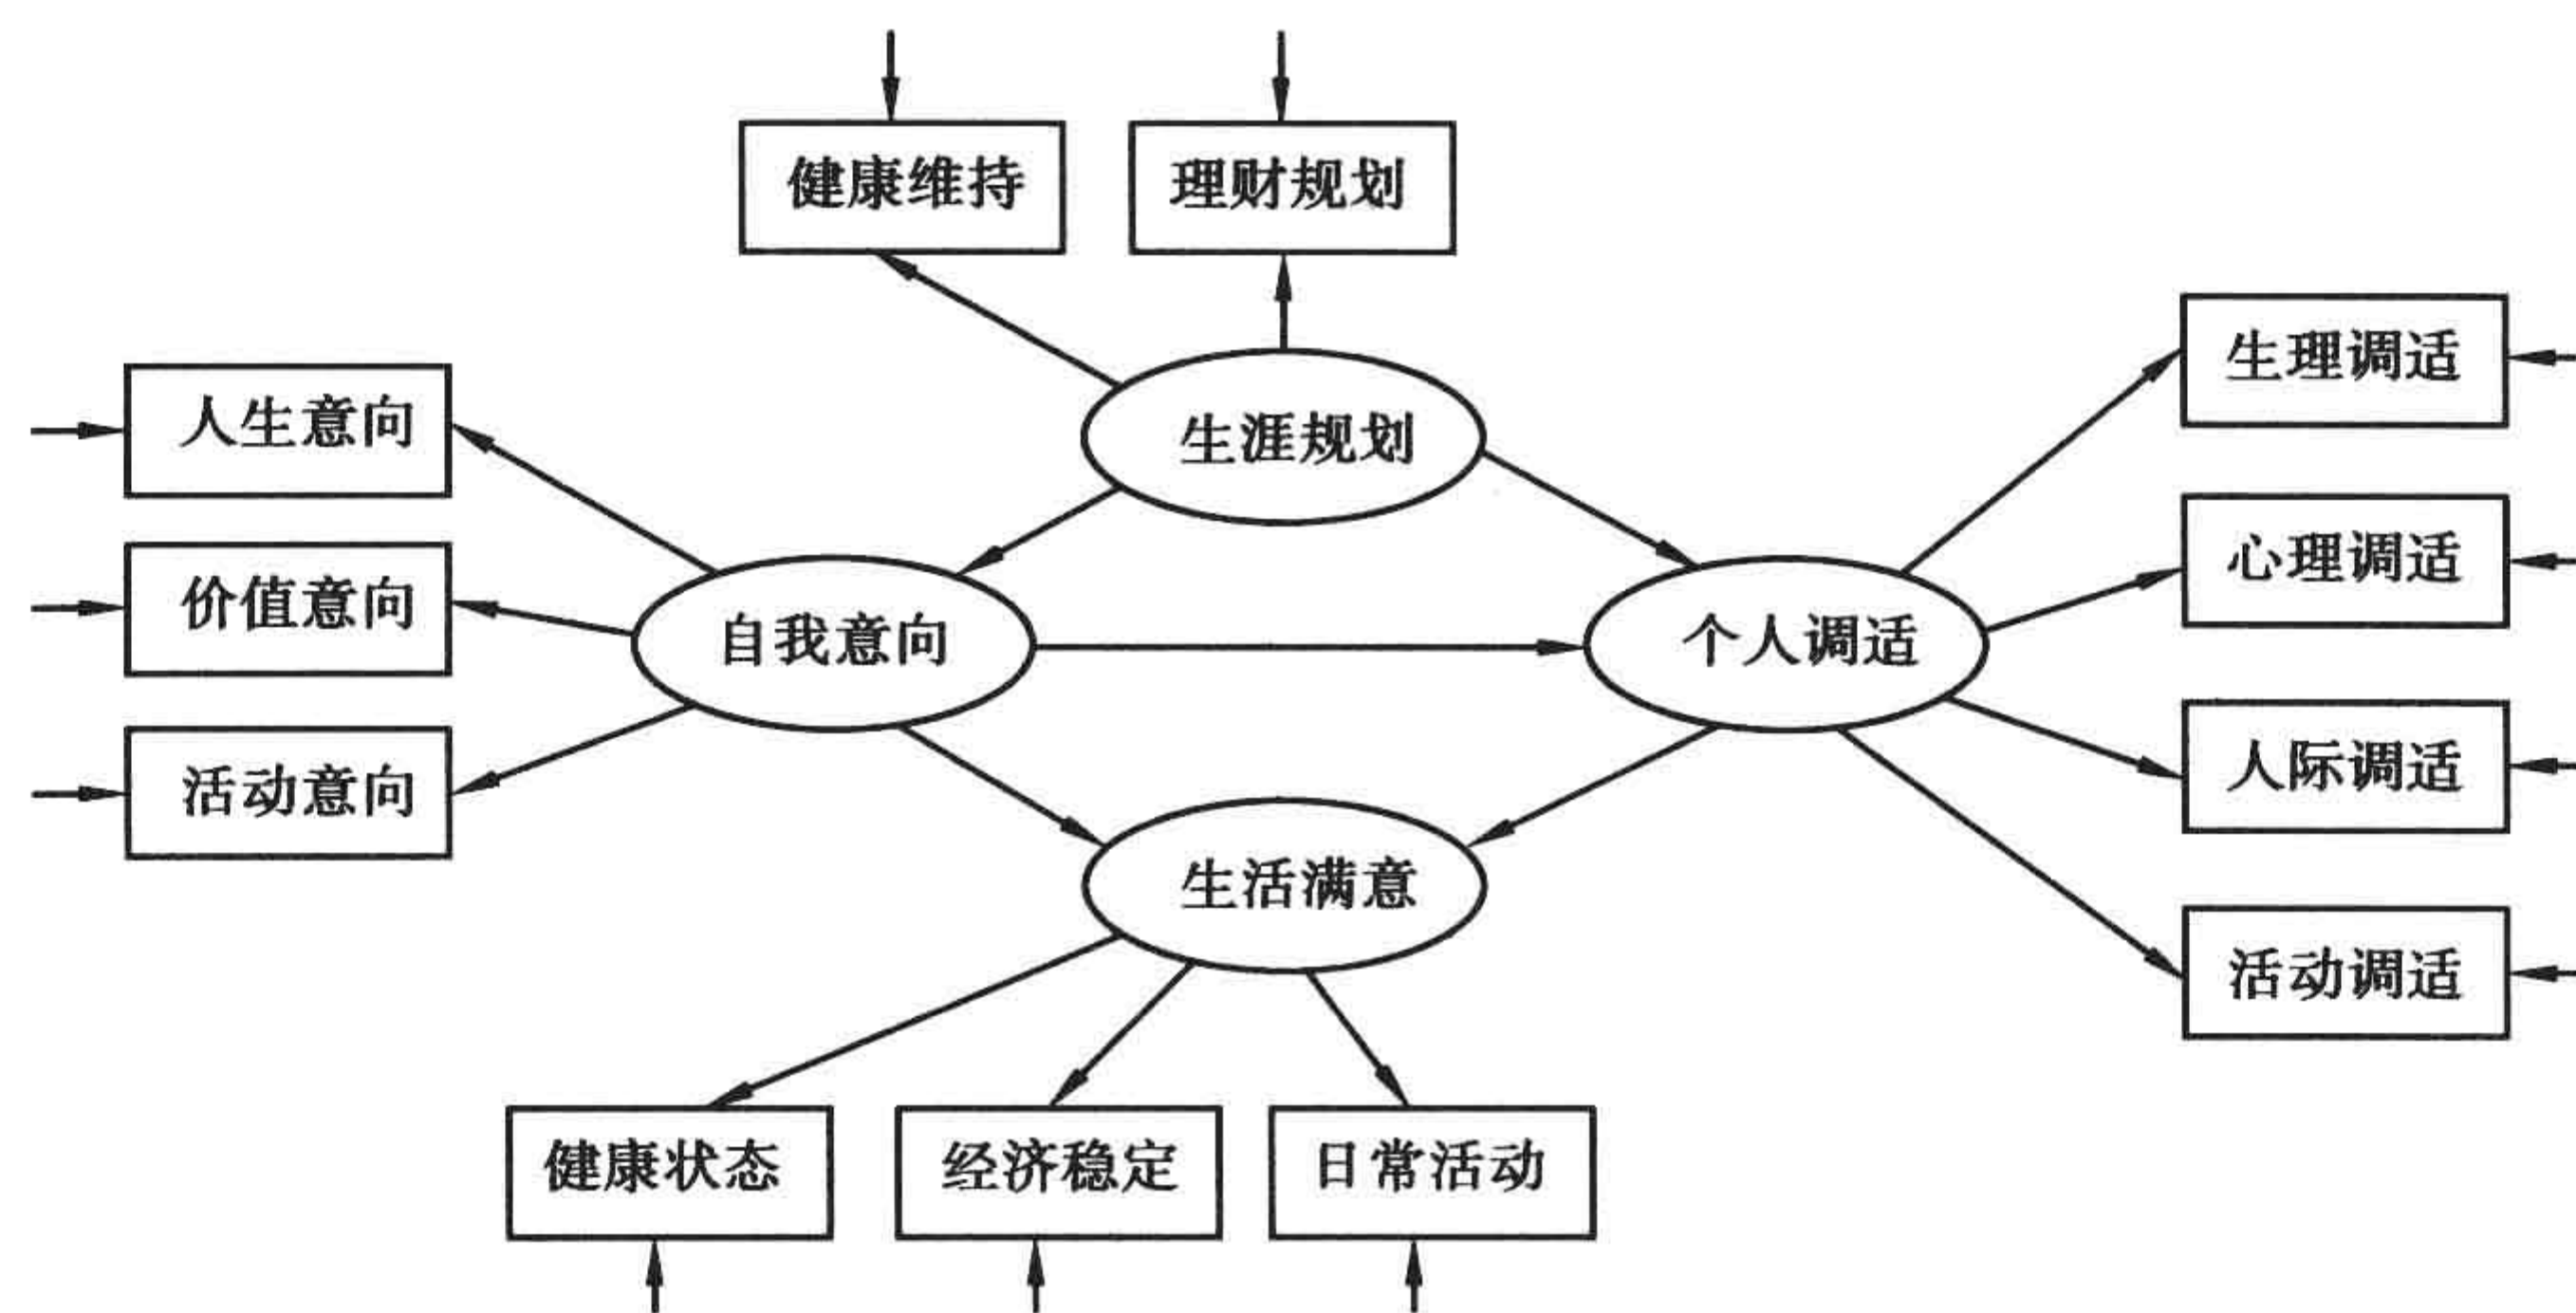 健康维持
理财规划
生理调适
人生意向
生涯规划
心理调适
价值意向
自我意向
个人调适
人际调适
活动意向
生活满意
活动调适
健康状态
经济稳定
日常活动